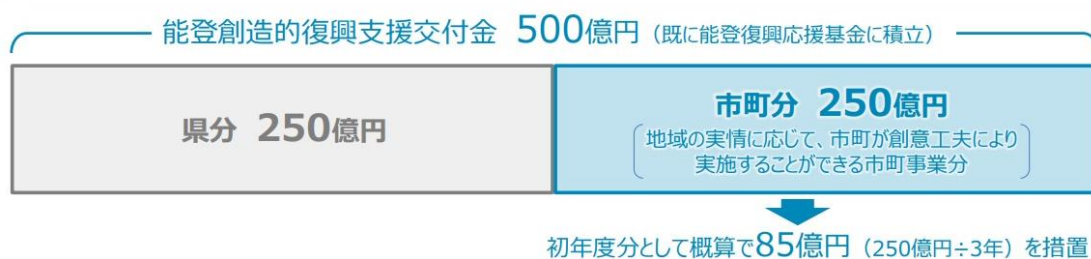 能登創造的復興支援交付金 500億円（既に能登復興応援基金に積立）
県分 250億円
市町分 250億円
地域の実情に応じて、市町が創意工夫により
実施することができる市町事業分
初年度分として概算で85億円（250億円÷3年）を措置